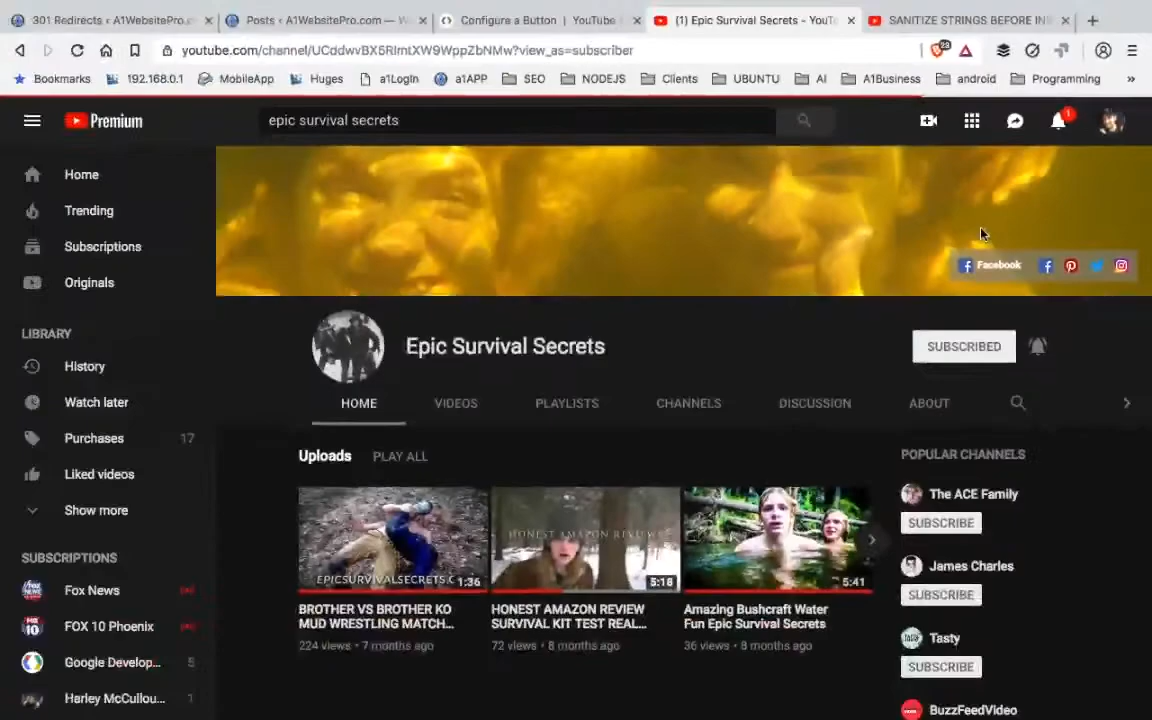 301 Redirects ‹ A1WebsitePro.c
Posts ‹ A1WebsitePro.com — W
Configure a Button | YouTube
(1) Epic Survival Secrets - YouT
SANITIZE STRINGS BEFORE IN
youtube.com/channel/UCddwvBX5RImtXW9WppZbNMw?view_as=subscriber
23
Bookmarks
192.168.0.1
MobileApp
Huges
a1LogIn
a1APP
SEO
NODEJS
Clients
UBUNTU
AI
A1Business
android
Programming
»
Premium
epic survival secrets
1
Home
Trending
Subscriptions
Originals
LIBRARY
History
Watch later
Purchases 17
Liked videos
Show more
SUBSCRIPTIONS
Fox News
FOX 10 Phoenix
Google Develop... 5
Harley McCullou... 1
Facebook
Epic Survival Secrets
SUBSCRIBED
HOME
VIDEOS
PLAYLISTS
CHANNELS
DISCUSSION
ABOUT
Uploads PLAY ALL
EPICSURVIVALSECRETS.C
1:36
BROTHER VS BROTHER KO
MUD WRESTLING MATCH...
224 views • 7 months ago
HONEST AMAZON REVIEW
5:18
HONEST AMAZON REVIEW
SURVIVAL KIT TEST REAL...
72 views • 8 months ago
5:41
Amazing Bushcraft Water
Fun Epic Survival Secrets
36 views • 8 months ago
POPULAR CHANNELS
The ACE Family
SUBSCRIBE
James Charles
SUBSCRIBE
Tasty
SUBSCRIBE
BuzzFeedVideo